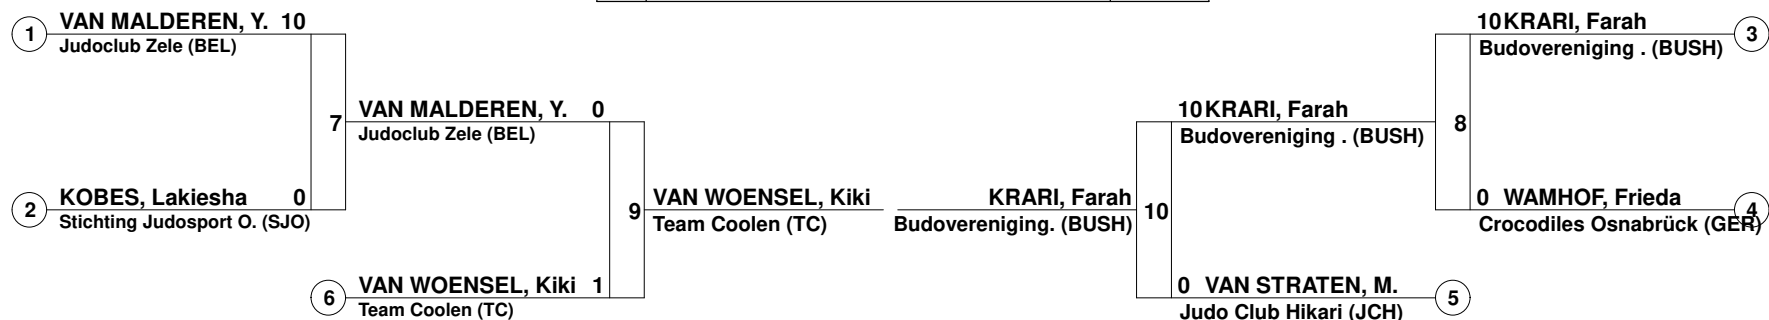 1
VAN MALDEREN, Y. 10
Judoclub Zele (BEL)
10 KRARI, Farah
Budovereniging . (BUSH)
3
7
VAN MALDEREN, Y. 0
Judoclub Zele (BEL)
10 KRARI, Farah
Budovereniging . (BUSH)
8
2
KOBES, Lakiesha 0
Stichting Judosport O. (SJO)
9
VAN WOENSEL, Kiki
Team Coolen (TC)
KRARI, Farah
Budovereniging. (BUSH)
10
0 WAMHOF, Frieda
Crocodiles Osnabrück (GER)
4
6
VAN WOENSEL, Kiki 1
Team Coolen (TC)
0 VAN STRATEN, M.
Judo Club Hikari (JCH)
5